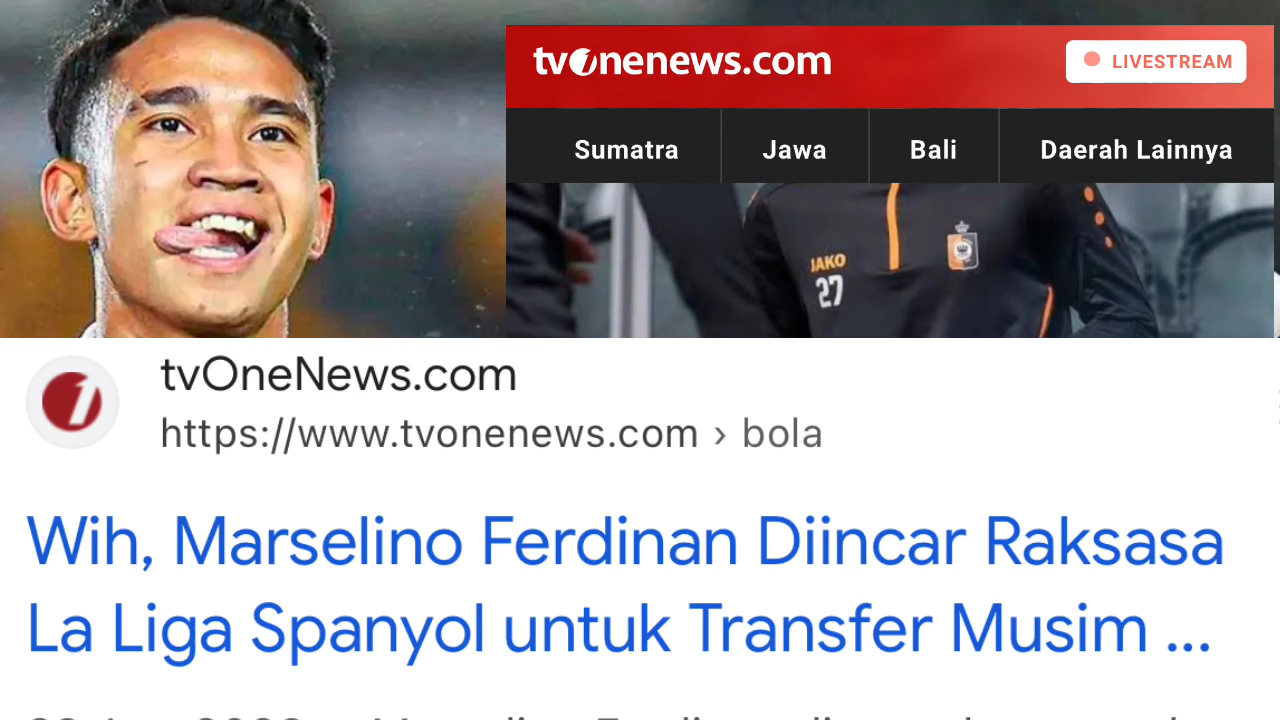 tvOnenews.com
LIVESTREAM
Sumatra
Jawa
Bali
Daerah Lainnya
JAKO
27
tvOneNews.com
https://www.tvonenews.com › bola
Wih, Marselino Ferdinan Diincar Raksasa
La Liga Spanyol untuk Transfer Musim ...